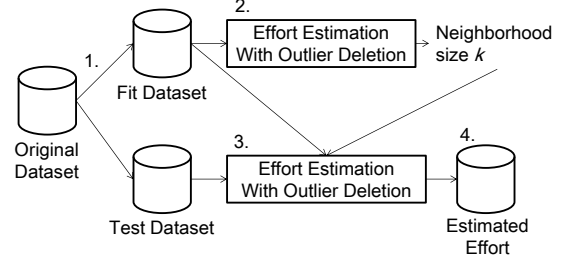 2.
Effort Estimation
With Outlier Deletion
Neighborhood
size k
1.
Fit Dataset
Original
Dataset
3.
Effort Estimation
With Outlier Deletion
4.
Test Dataset
Estimated
Effort